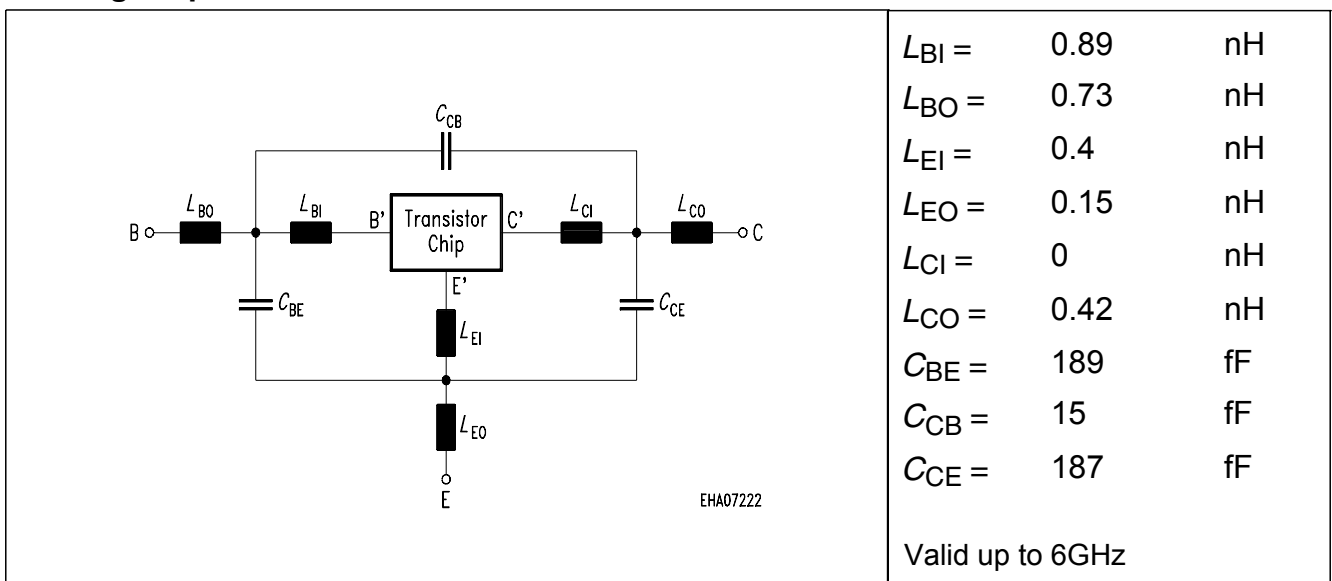 C_CB
L_BO L_BI B' Transistor Chip C' L_CI L_CO
B C
E'
C_BE C_CE
L_EI
L_EO
E
EHA07222
L_BI = 0.89 nH
L_BO = 0.73 nH
L_EI = 0.4 nH
L_EO = 0.15 nH
L_CI = 0 nH
L_CO = 0.42 nH
C_BE = 189 fF
C_CB = 15 fF
C_CE = 187 fF
Valid up to 6GHz